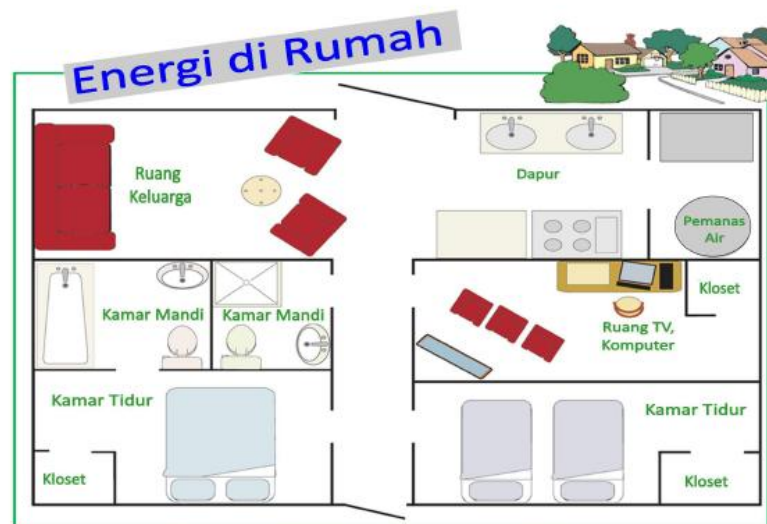 Energi di Rumah
Ruang
Keluarga
Dapur
Pemanas
Air
Kamar Mandi
Kamar Mandi
Ruang TV,
Komputer
Kloset
Kamar Tidur
Kloset
Kamar Tidur
Kloset